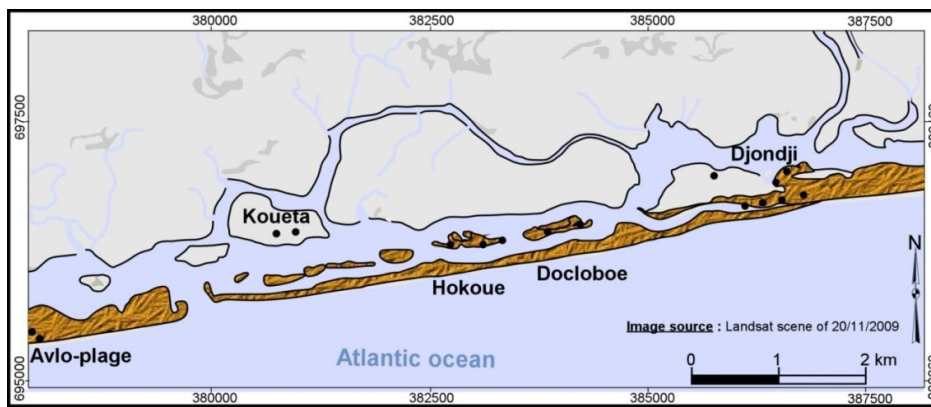 380000 382500 385000 387500
697500
Djondji
Koueta
Hokoue
Docloboe
N
Image source : Landsat scene of 20/11/2009
Avlo-plage
Atlantic ocean
0 1 2 km
695000
380000 382500 385000 387500